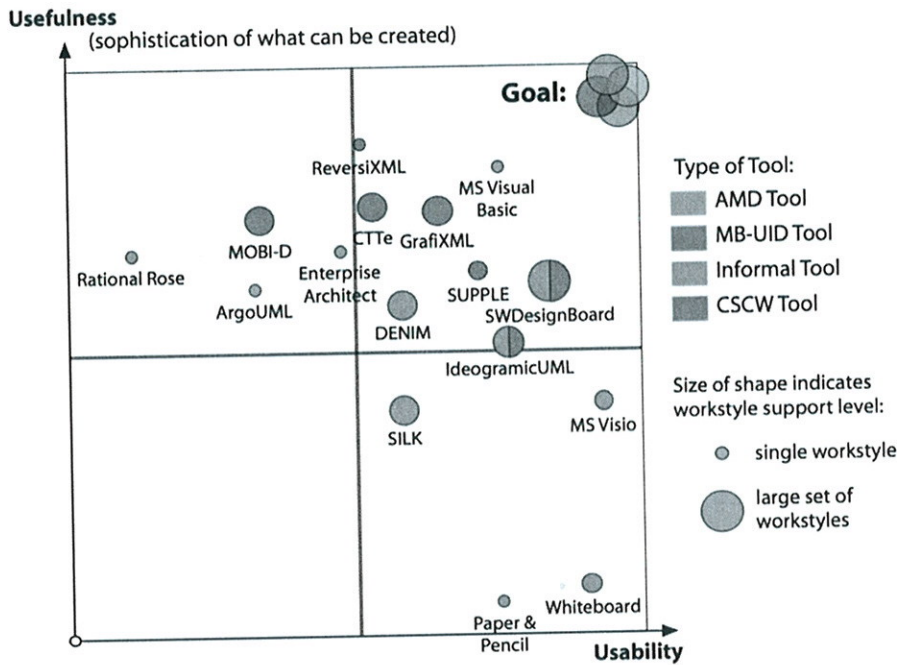 Usefulness
(sophistication of what can be created)
Goal:
ReversiXML
MS Visual
Basic
MOBI-D
CTTe
GrafiXML
Rational Rose
Enterprise
Architect
ArgoUML
SUPPLE
SWDesignBoard
DENIM
IdeogramicUML
SILK
MS Visio
Paper &
Pencil
Whiteboard
Usability
Type of Tool:
AMD Tool
MB-UID Tool
Informal Tool
CSCW Tool
Size of shape indicates
workstyle support level:
single workstyle
large set of
workstyles